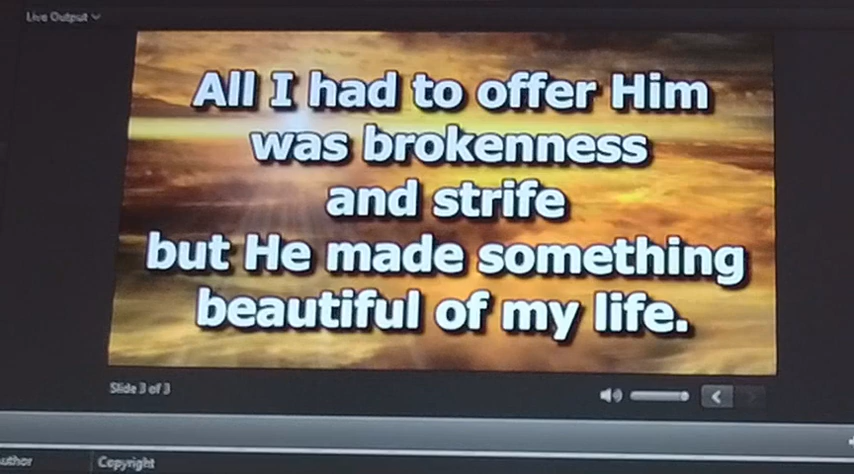 Live Output
All I had to offer Him
was brokenness
and strife
but He made something
beautiful of my life.
Slide 3 of 3
uthor
Copyright